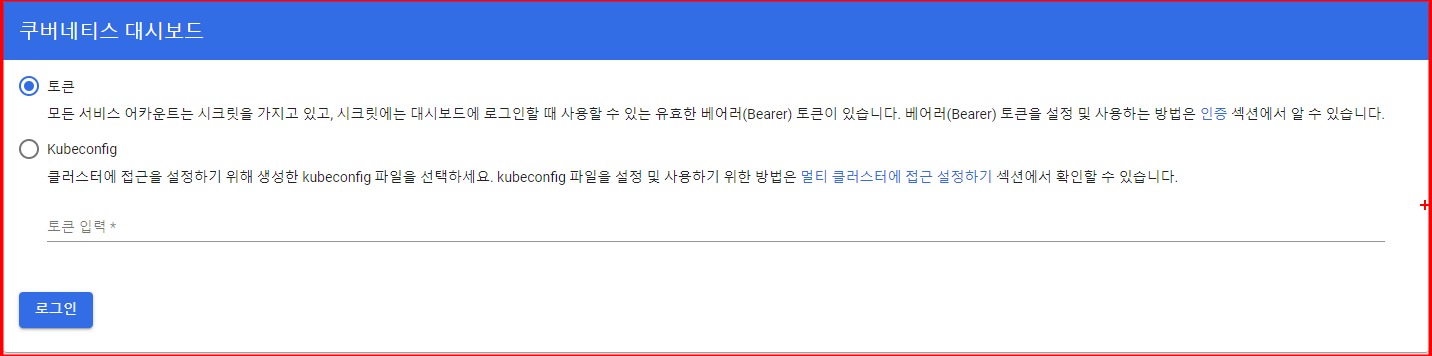 쿠버네티스 대시보드
토큰
모든 서비스 어카운트는 시크릿을 가지고 있고, 시크릿에는 대시보드에 로그인할 때 사용할 수 있는 유효한 베어러(Bearer) 토큰이 있습니다. 베어러(Bearer) 토큰을 설정 및 사용하는 방법은 인증 섹션에서 알 수 있습니다.
Kubeconfig
클러스터에 접근을 설정하기 위해 생성한 kubeconfig 파일을 선택하세요. kubeconfig 파일을 설정 및 사용하기 위한 방법은 멀티 클러스터에 접근 설정하기 섹션에서 확인할 수 있습니다.
토큰 입력 *
로그인